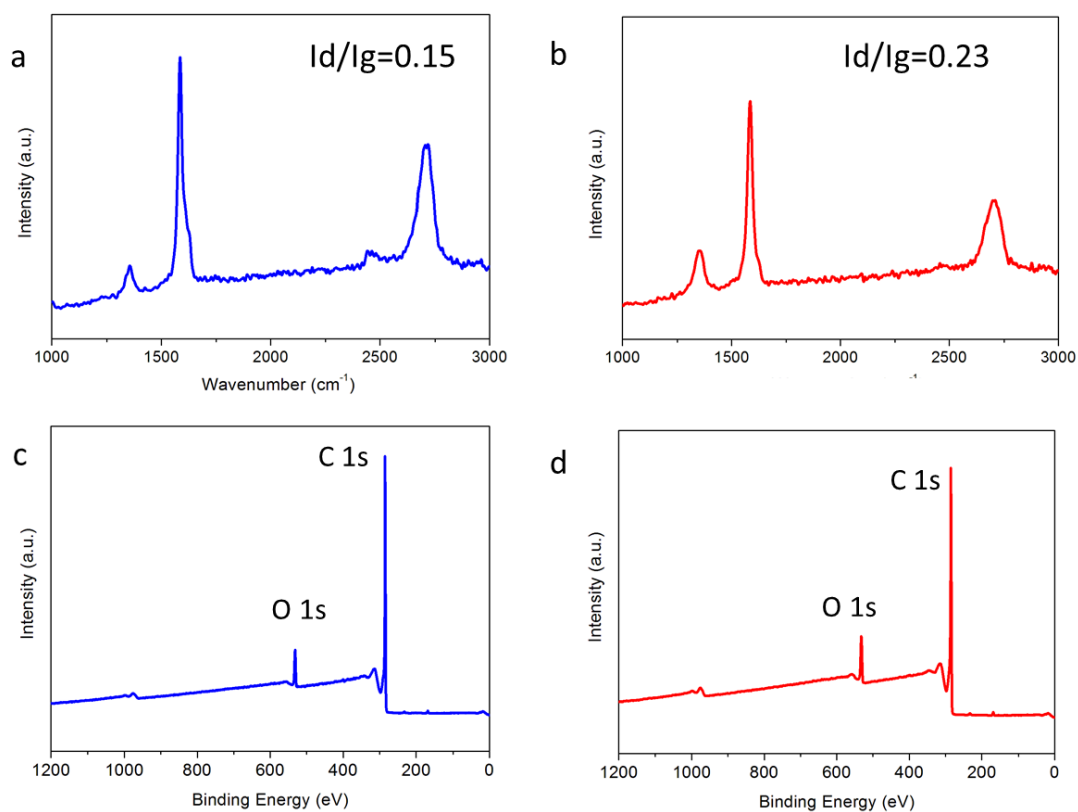 a
Id/Ig=0.15
Intensity (a.u.)
1000 1500 2000 2500 3000
Wavenumber (cm⁻¹)
b
Id/Ig=0.23
Intensity (a.u.)
1000 1500 2000 2500 3000
c
C 1s
O 1s
Intensity (a.u.)
1200 1000 800 600 400 200 0
Binding Energy (eV)
d
C 1s
O 1s
Intensity (a.u.)
1200 1000 800 600 400 200 0
Binding Energy (eV)